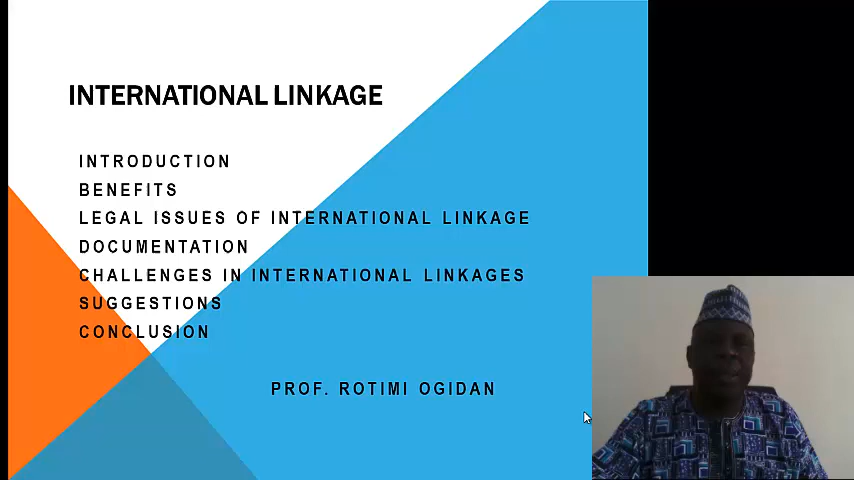 INTERNATIONAL LINKAGE
INTRODUCTION
BENEFITS
LEGAL ISSUES OF INTERNATIONAL LINKAGE
DOCUMENTATION
CHALLENGES IN INTERNATIONAL LINKAGES
SUGGESTIONS
CONCLUSION
PROF. ROTIMI OGIDAN